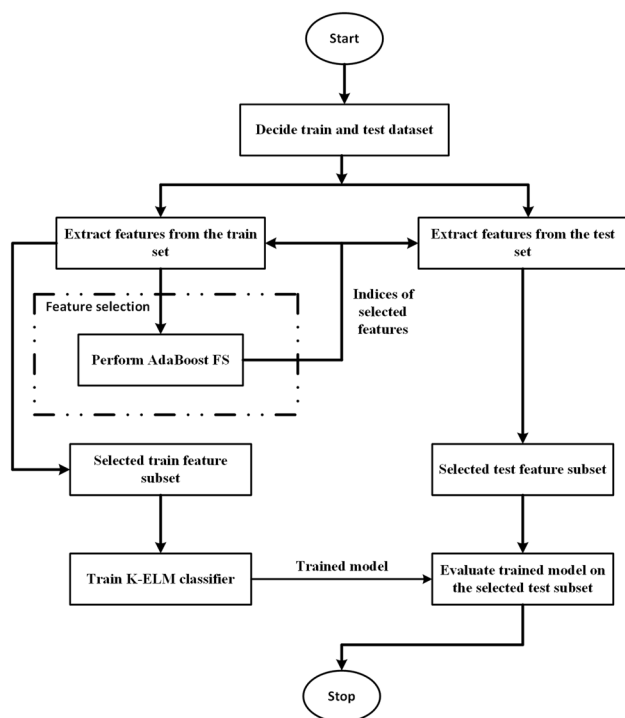 Start
Decide train and test dataset
Extract features from the train
set
Extract features from the test
set
Feature selection
Indices of
selected
features
Perform AdaBoost FS
Selected train feature
subset
Selected test feature subset
Train K-ELM classifier
Trained model
Evaluate trained model on
the selected test subset
Stop